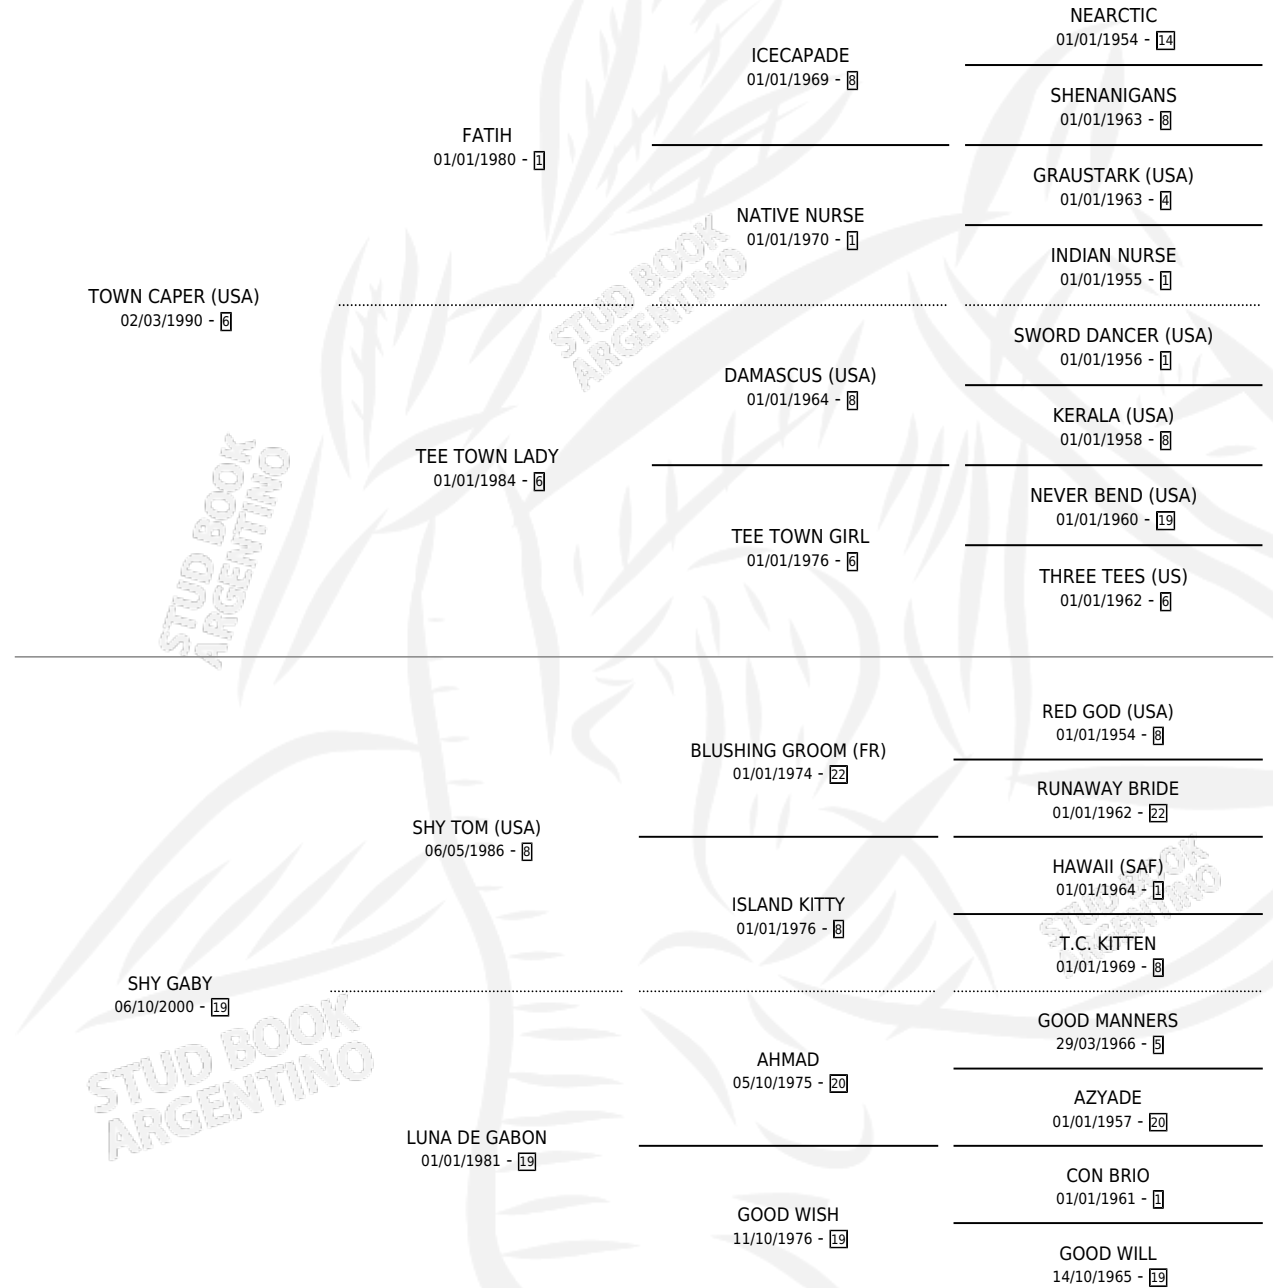 NEARCTIC
01/01/1954 - 14
ICECAPADE
01/01/1969 - 8
SHENANIGANS
01/01/1963 - 8
FATIH
01/01/1980 - 1
GRAUSTARK (USA)
01/01/1963 - 4
NATIVE NURSE
01/01/1970 - 1
INDIAN NURSE
01/01/1955 - 1
TOWN CAPER (USA)
02/03/1990 - 6
SWORD DANCER (USA)
01/01/1956 - 1
DAMASCUS (USA)
01/01/1964 - 8
KERALA (USA)
01/01/1958 - 8
TEE TOWN LADY
01/01/1984 - 6
NEVER BEND (USA)
01/01/1960 - 19
TEE TOWN GIRL
01/01/1976 - 6
THREE TEES (US)
01/01/1962 - 6
RED GOD (USA)
01/01/1954 - 8
BLUSHING GROOM (FR)
01/01/1974 - 22
RUNAWAY BRIDE
01/01/1962 - 22
SHY TOM (USA)
06/05/1986 - 8
HAWAII (SAF)
01/01/1964 - 1
ISLAND KITTY
01/01/1976 - 8
T.C. KITTEN
01/01/1969 - 8
SHY GABY
06/10/2000 - 19
GOOD MANNERS
29/03/1966 - 5
AHMAD
05/10/1975 - 20
AZYADE
01/01/1957 - 20
LUNA DE GABON
01/01/1981 - 19
CON BRIO
01/01/1961 - 1
GOOD WISH
11/10/1976 - 19
GOOD WILL
14/10/1965 - 19
STUD BOOK
ARGENTINO
STUD BOOK
ARGENTINO
STUD BOOK
ARGENTINO
STUD BOOK
ARGENTINO